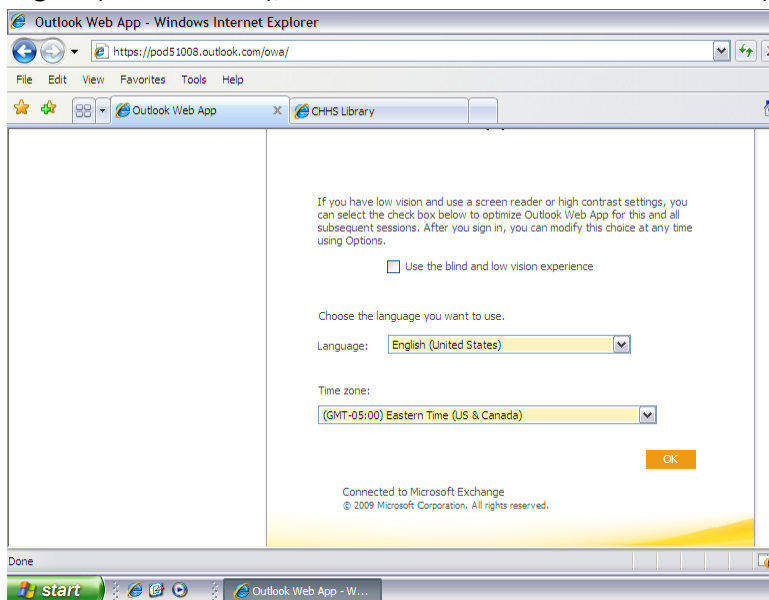 Outlook Web App - Windows Internet Explorer
https://pod51008.outlook.com/owa/
File Edit View Favorites Tools Help
Outlook Web App X CHHS Library
If you have low vision and use a screen reader or high contrast settings, you
can select the check box below to optimize Outlook Web App for this and all
subsequent sessions. After you sign in, you can modify this choice at any time
using Options.
Use the blind and low vision experience
Choose the language you want to use.
Language: English (United States)
Time zone:
(GMT-05:00) Eastern Time (US & Canada)
OK
Connected to Microsoft Exchange
© 2009 Microsoft Corporation. All rights reserved.
Done
start Outlook Web App - W...